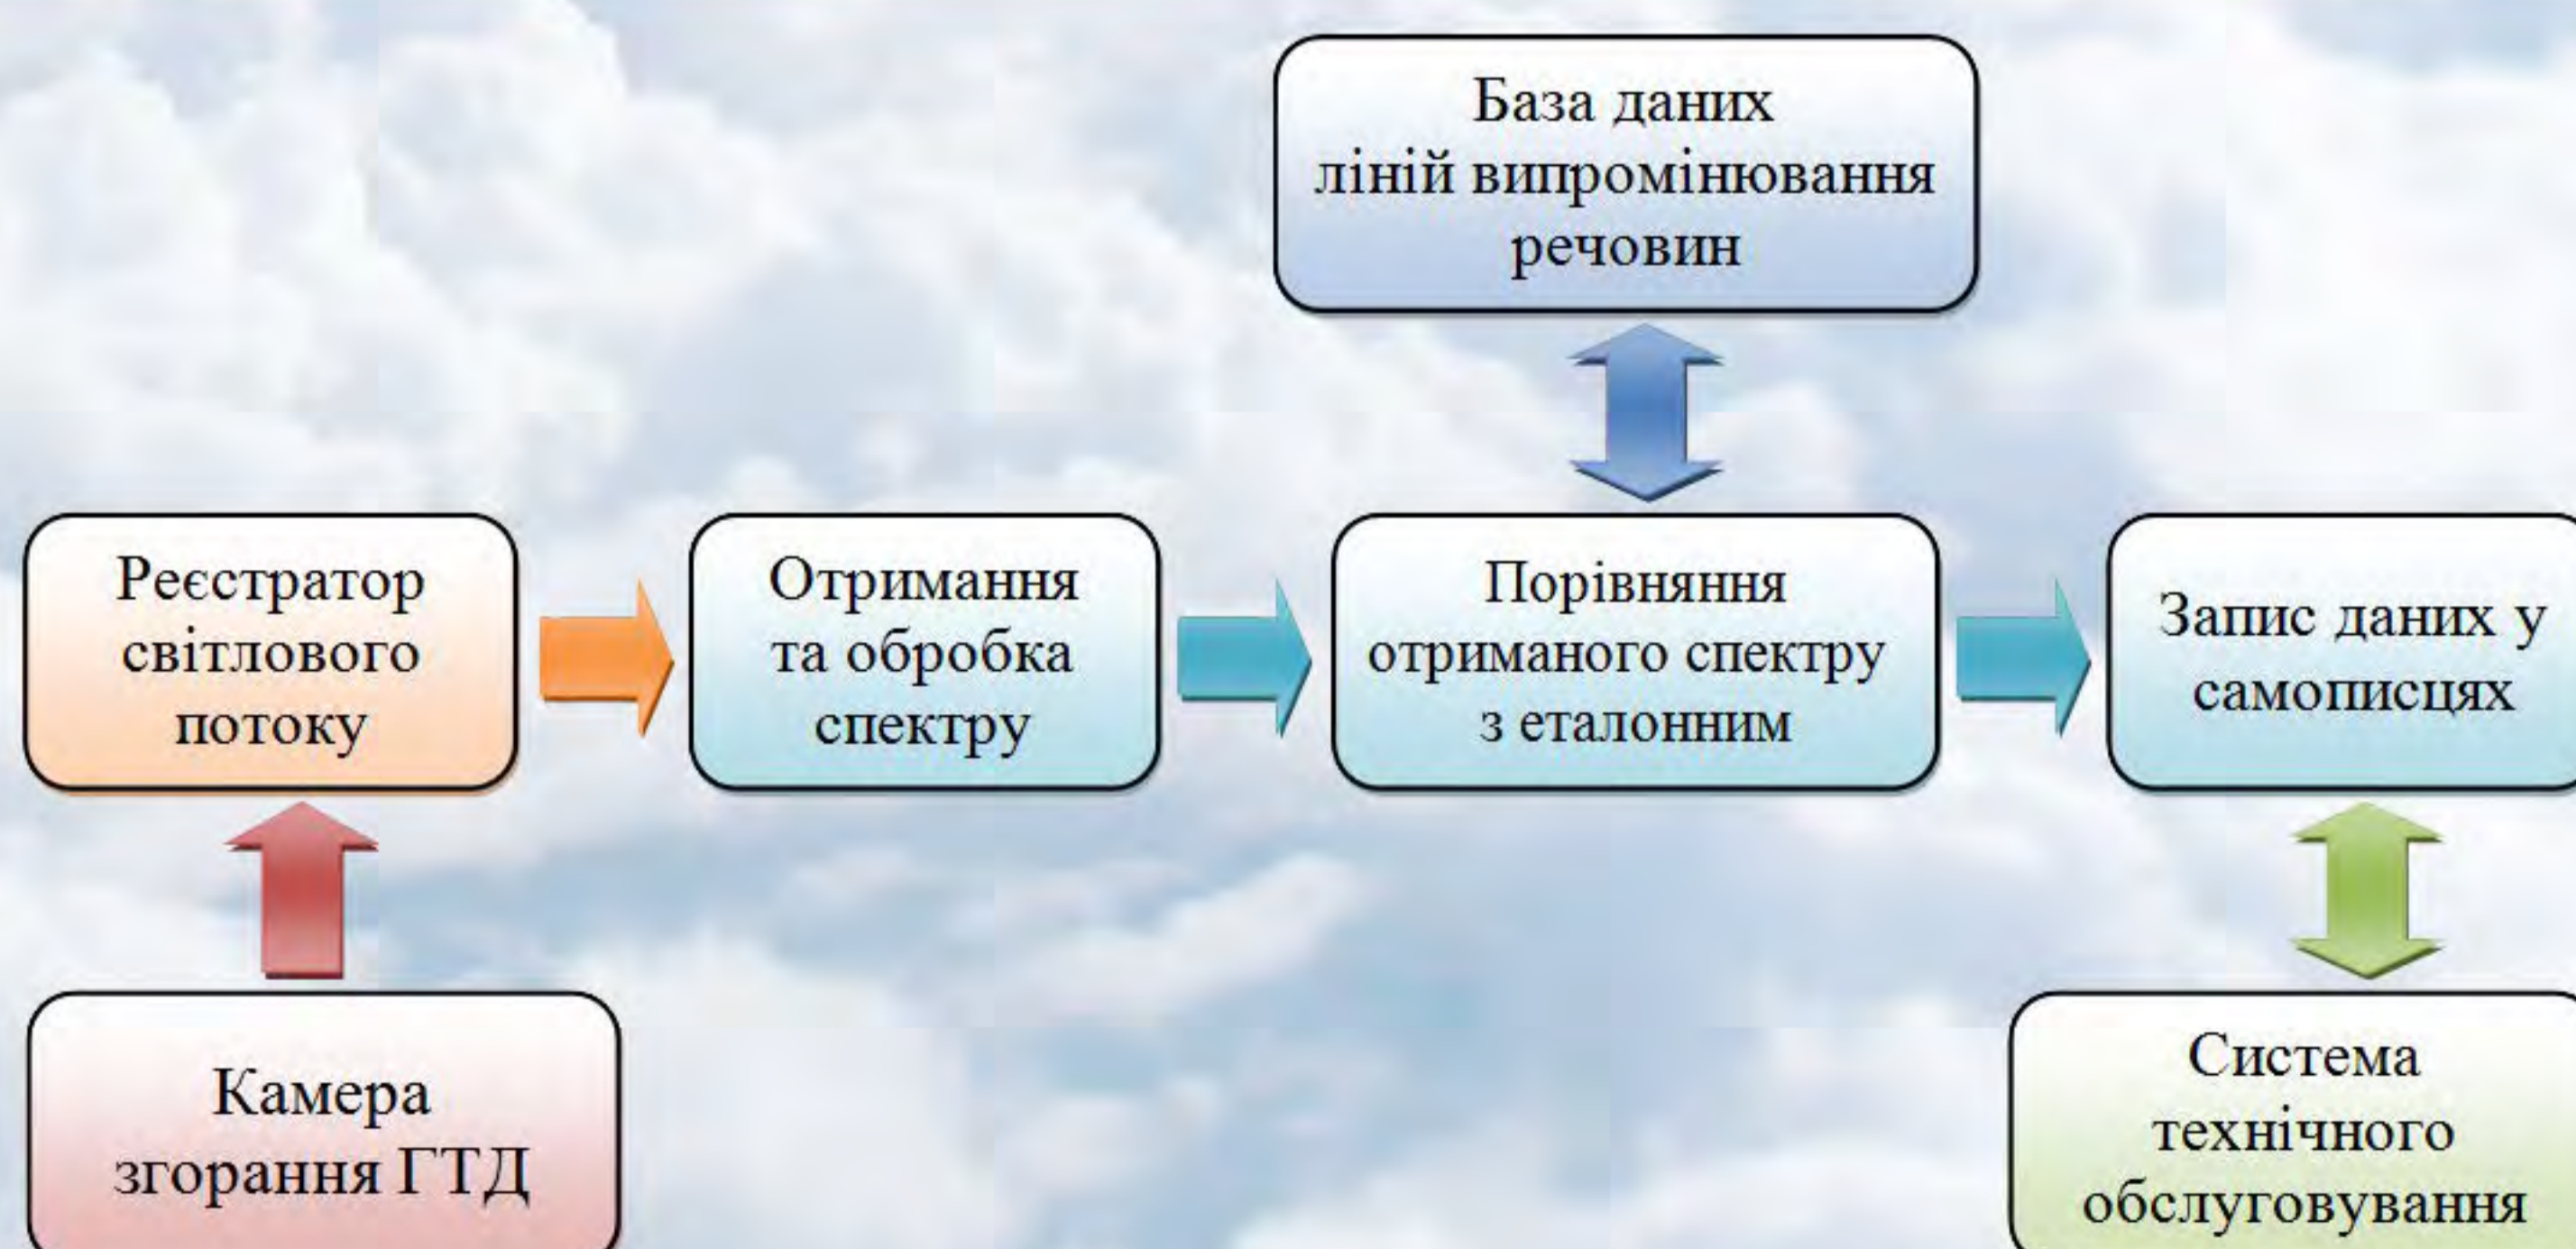 База даних
ліній випромінювання
речовин
Реєстратор
світлового
потоку
Отримання
та обробка
спектру
Порівняння
отриманого спектру
з еталонним
Запис даних у
самописцях
Камера
згорання ГТД
Система
технічного
обслуговування